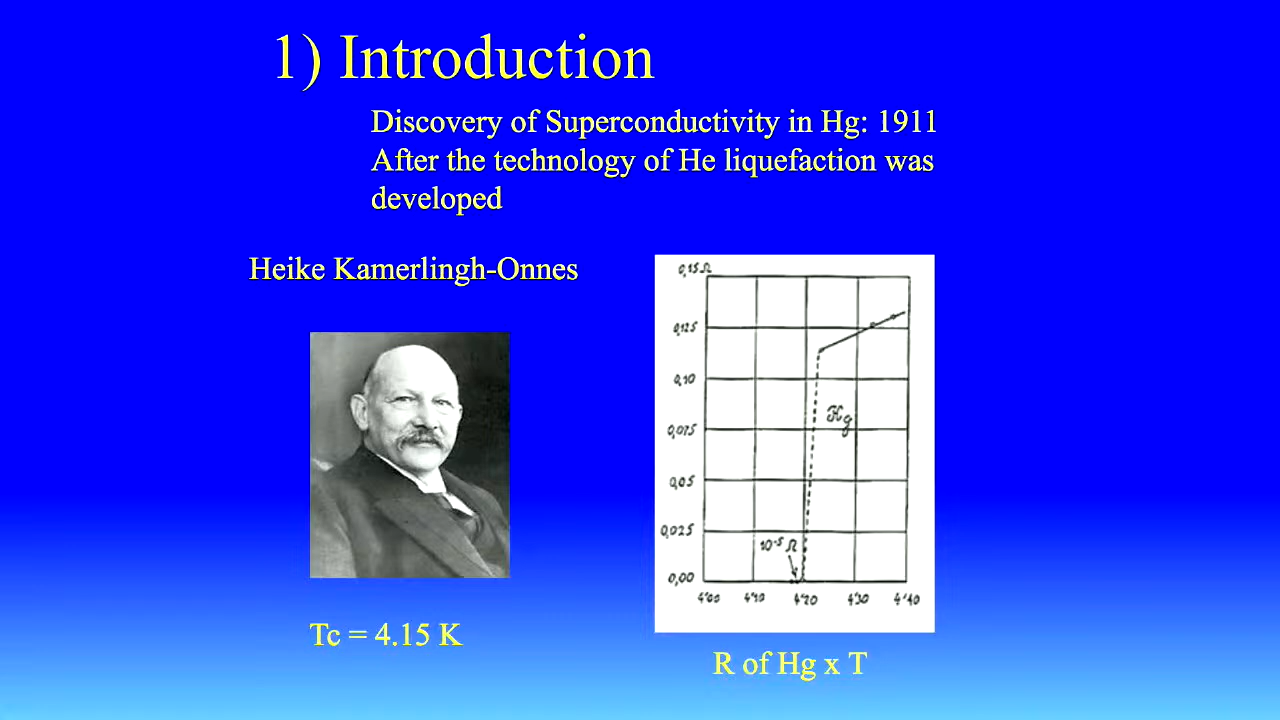 1) Introduction
Discovery of Superconductivity in Hg: 1911
After the technology of He liquefaction was
developed
Heike Kamerlingh-Onnes
0,15Ω
0,125
0,10
0,075
0,05
0,025
0,00
Hg
10⁻⁵ Ω
4'00 4'10 4'20 4'30 4'40
Tc = 4.15 K
R of Hg x T